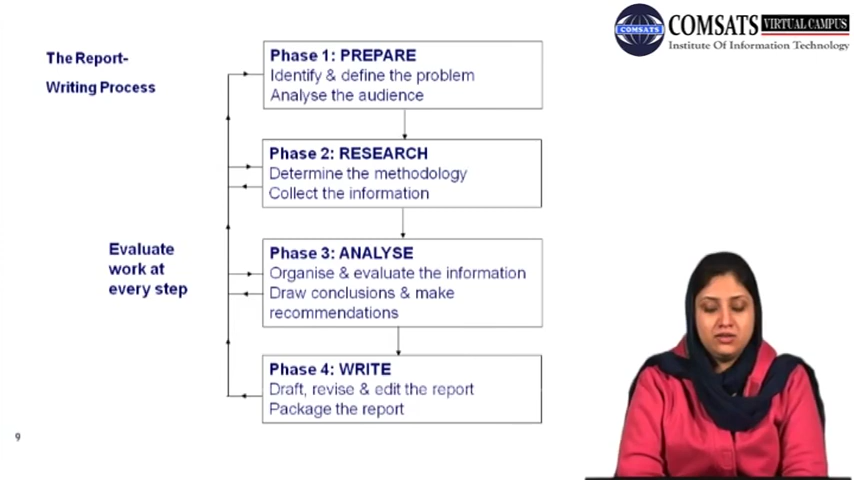 The Report-
Writing Process
Phase 1: PREPARE
Identify & define the problem
Analyse the audience
Phase 2: RESEARCH
Determine the methodology
Collect the information
Evaluate
work at
every step
Phase 3: ANALYSE
Organise & evaluate the information
Draw conclusions & make
recommendations
Phase 4: WRITE
Draft, revise & edit the report
Package the report
9
COMSATS VIRTUAL CAMPUS
Institute Of Information Technology